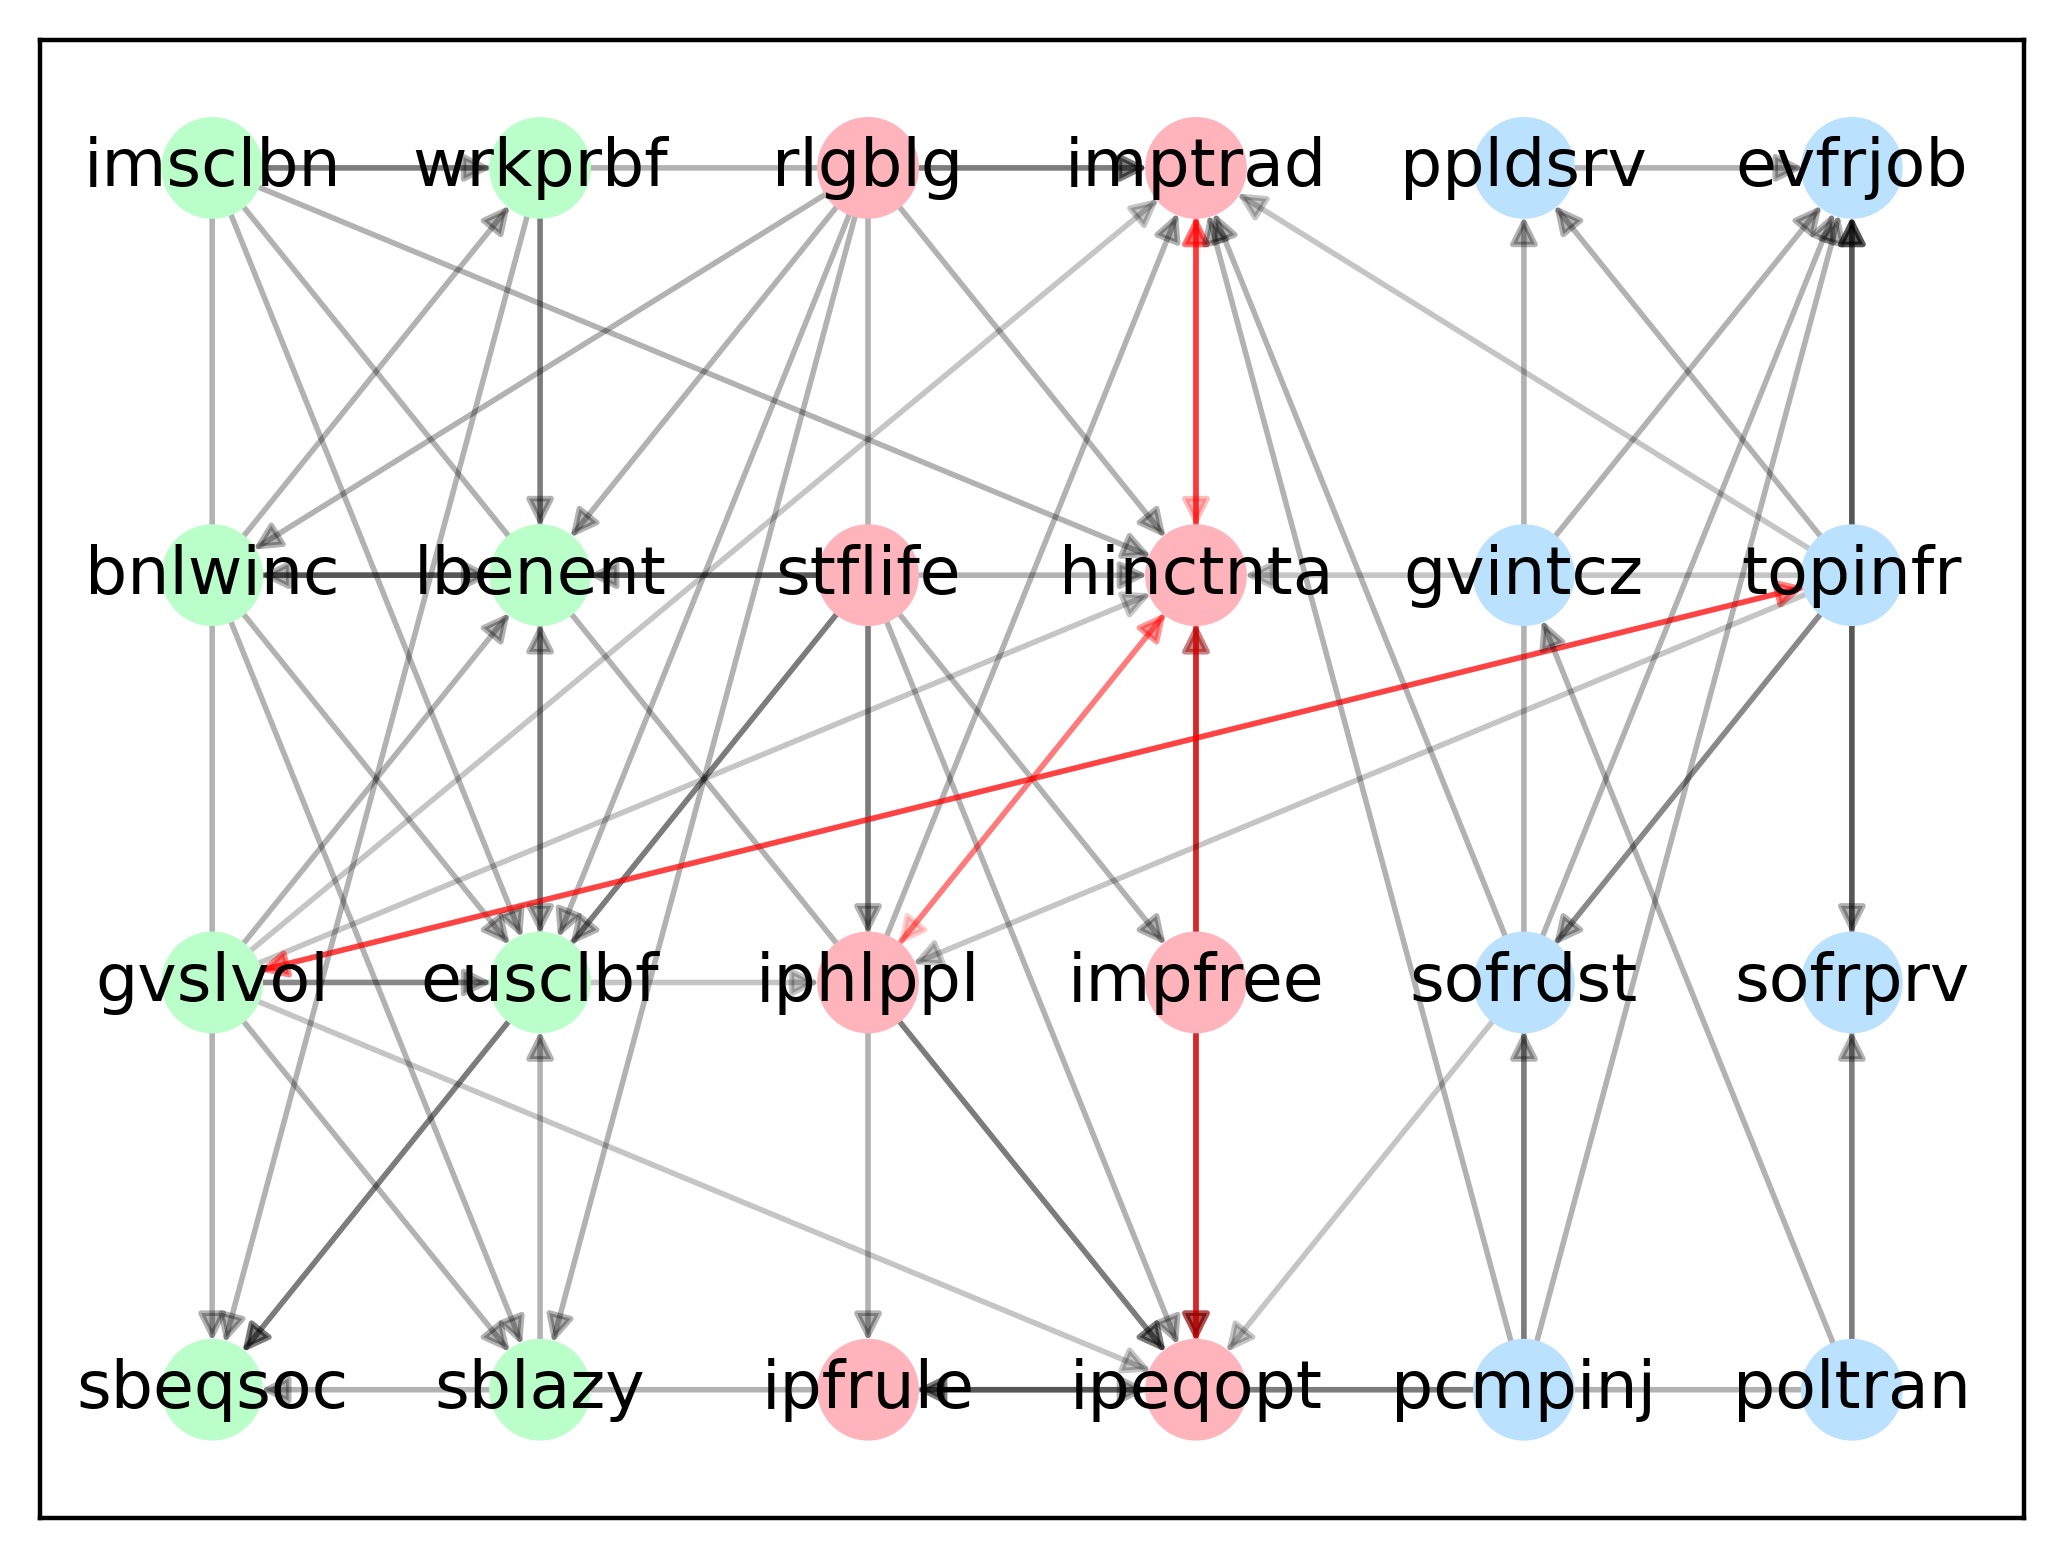 imsclbn wrkprbf rlgblg imptrad ppldsrv evfrjob
bnlwinc lbenent stflife hinctnta gvintcz topinfr
gvslvol eusclbf iphlppl impfree sofrdst sofrprv
sbeqsoc sblazy ipfrule ipeqopt pcmpinj poltran